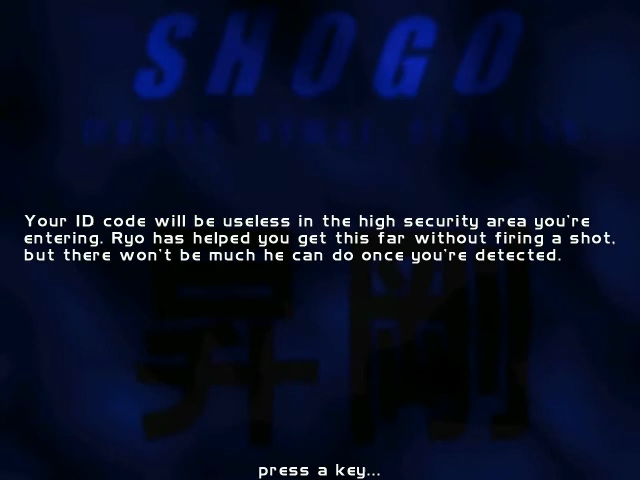 SHOGO
Your ID code will be useless in the high security area you're
entering. Ryo has helped you get this far without firing a shot,
but there won't be much he can do once you're detected.
昇剛
press a key...